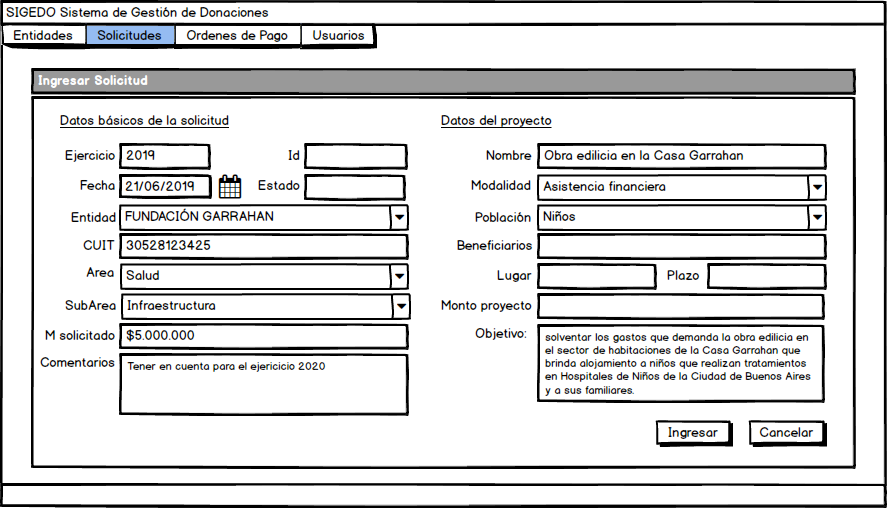 SIGEDO Sistema de Gestión de Donaciones
Entidades Solicitudes Ordenes de Pago Usuarios
Ingresar Solicitud
Datos básicos de la solicitud
Ejercicio 2019 Id
Fecha 21/06/2019 Estado
Entidad FUNDACIÓN GARRAHAN
CUIT 30528123425
Area Salud
SubArea Infraestructura
M solicitado $5.000.000
Comentarios Tener en cuenta para el ejericicio 2020
Datos del proyecto
Nombre Obra edilicia en la Casa Garrahan
Modalidad Asistencia financiera
Población Niños
Beneficiarios
Lugar Plazo
Monto proyecto
Objetivo: solventar los gastos que demanda la obra edilicia en
el sector de habitaciones de la Casa Garrahan que
brinda alojamiento a niños que realizan tratamientos
en Hospitales de Niños de la Ciudad de Buenos Aires
y a sus familiares.
Ingresar Cancelar